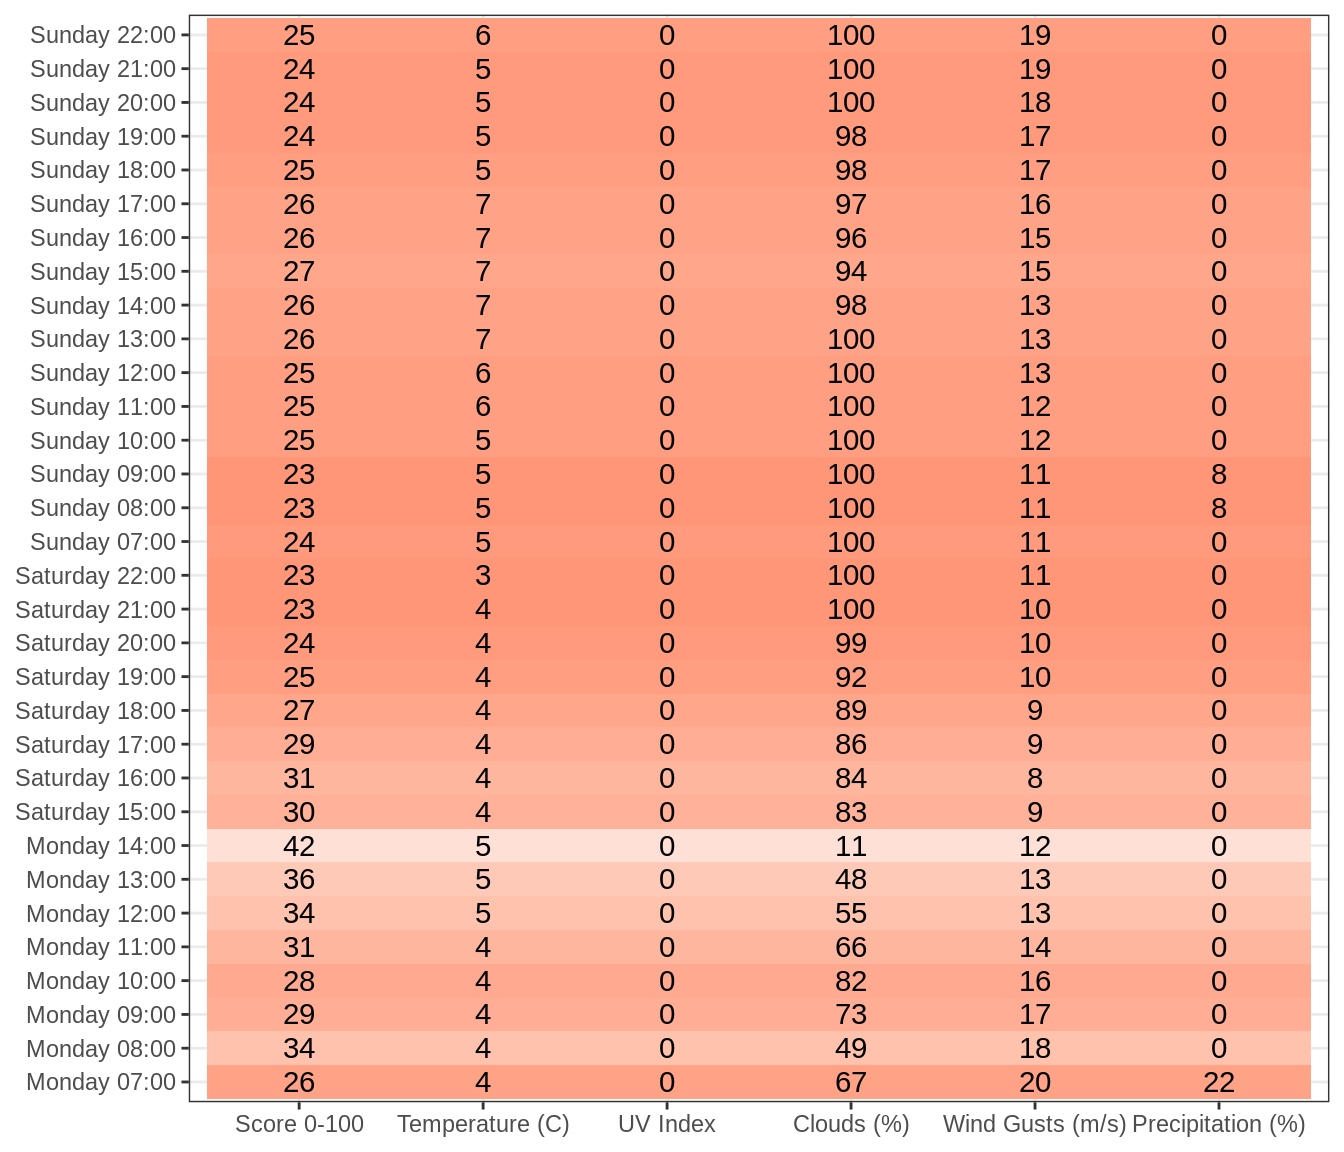 Sunday 22:00 25 6 0 100 19 0
Sunday 21:00 24 5 0 100 19 0
Sunday 20:00 24 5 0 100 18 0
Sunday 19:00 24 5 0 98 17 0
Sunday 18:00 25 5 0 98 17 0
Sunday 17:00 26 7 0 97 16 0
Sunday 16:00 26 7 0 96 15 0
Sunday 15:00 27 7 0 94 15 0
Sunday 14:00 26 7 0 98 13 0
Sunday 13:00 26 7 0 100 13 0
Sunday 12:00 25 6 0 100 13 0
Sunday 11:00 25 6 0 100 12 0
Sunday 10:00 25 5 0 100 12 0
Sunday 09:00 23 5 0 100 11 8
Sunday 08:00 23 5 0 100 11 8
Sunday 07:00 24 5 0 100 11 0
Saturday 22:00 23 3 0 100 11 0
Saturday 21:00 23 4 0 100 10 0
Saturday 20:00 24 4 0 99 10 0
Saturday 19:00 25 4 0 92 10 0
Saturday 18:00 27 4 0 89 9 0
Saturday 17:00 29 4 0 86 9 0
Saturday 16:00 31 4 0 84 8 0
Saturday 15:00 30 4 0 83 9 0
Monday 14:00 42 5 0 11 12 0
Monday 13:00 36 5 0 48 13 0
Monday 12:00 34 5 0 55 13 0
Monday 11:00 31 4 0 66 14 0
Monday 10:00 28 4 0 82 16 0
Monday 09:00 29 4 0 73 17 0
Monday 08:00 34 4 0 49 18 0
Monday 07:00 26 4 0 67 20 22
Score 0-100 Temperature (C) UV Index Clouds (%) Wind Gusts (m/s) Precipitation (%)